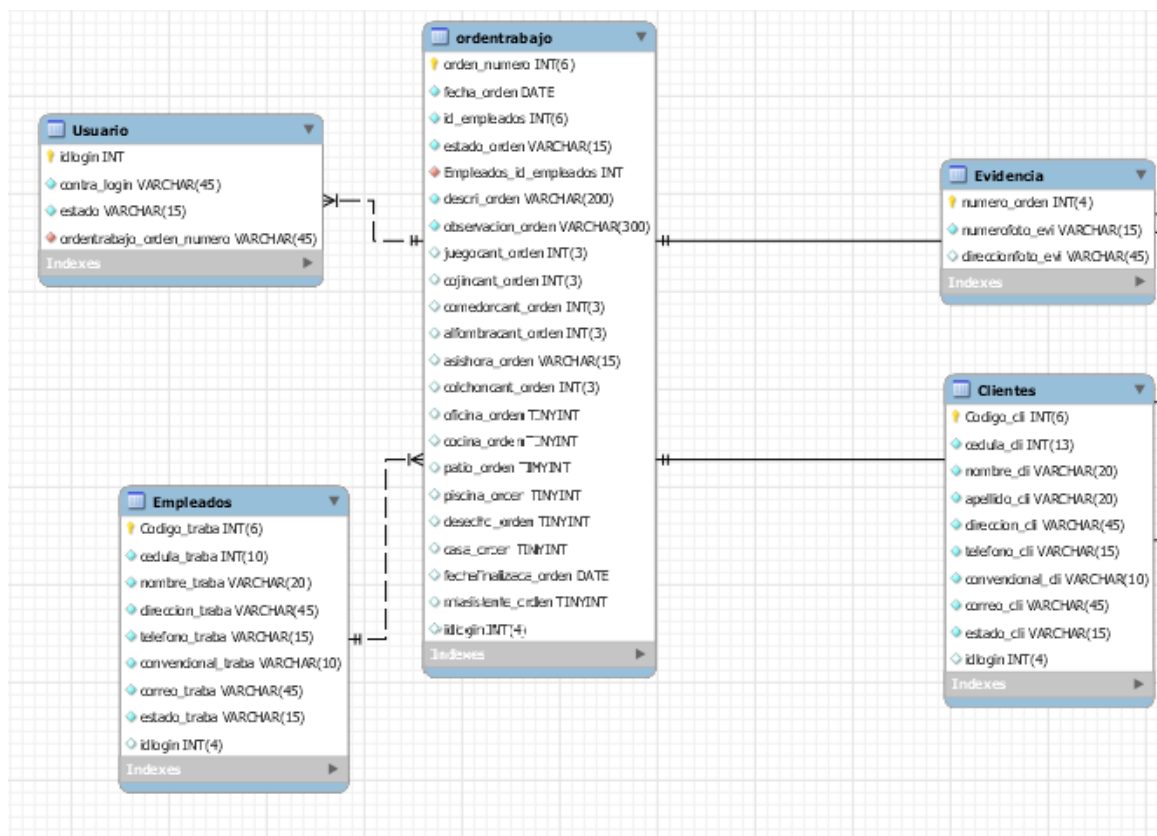 ordentrabajo
orden_numero INT(6)
fecha_orden DATE
id_empleados INT(6)
estado_orden VARCHAR(15)
Empleados_id_empleados INT
descri_orden VARCHAR(200)
observacion_orden VARCHAR(300)
juegocant_orden INT(3)
cojincant_orden INT(3)
comedorcant_orden INT(3)
alfombracant_orden INT(3)
asishora_orden VARCHAR(15)
colchoncant_orden INT(3)
oficina_orden TINYINT
cocina_orden TINYINT
patio_orden TINYINT
piscina_orden TINYINT
TINYINT
casa_orden TINYINT
DATE
TINYINT
idlogin INT(4)
Indexes
Usuario
idlogin INT
contra_login VARCHAR(45)
estado VARCHAR(15)
ordentrabajo_orden_numero VARCHAR(45)
Indexes
Empleados
Codigo_traba INT(6)
cedula_traba INT(10)
nombre_traba VARCHAR(20)
direccion_traba VARCHAR(45)
telefono_traba VARCHAR(15)
convencional_traba VARCHAR(10)
correo_traba VARCHAR(45)
estado_traba VARCHAR(15)
idlogin INT(4)
Indexes
Evidencia
numero_orden INT(4)
numerofoto_evi VARCHAR(15)
direccionfoto_evi VARCHAR(45)
Indexes
Clientes
Codigo_cli INT(6)
cedula_cli INT(13)
nombre_cli VARCHAR(20)
apellido_cli VARCHAR(20)
direccion_cli VARCHAR(45)
telefono_cli VARCHAR(15)
convencional_cli VARCHAR(10)
correo_cli VARCHAR(45)
estado_cli VARCHAR(15)
idlogin INT(4)
Indexes